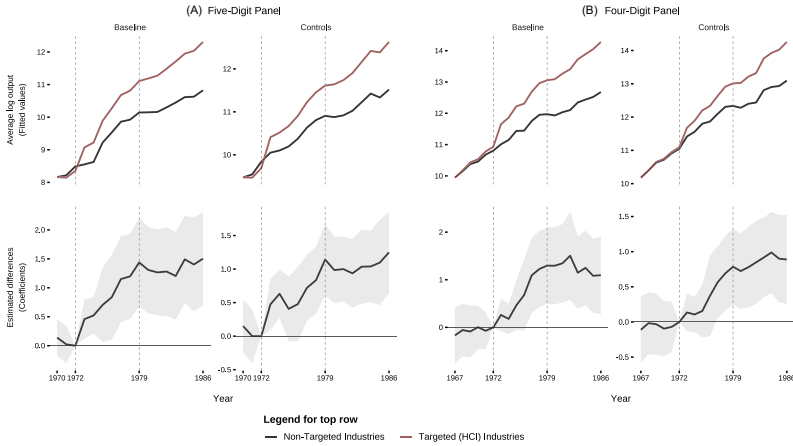 (A) Five-Digit Panel
(B) Four-Digit Panel
Baseline
Controls
Baseline
Controls
Average log output
(Fitted values)
12
11
10
9
8
12
11
10
14
13
12
11
10
14
13
12
11
10
Estimated differences
(Coefficients)
2.0
1.5
1.0
0.5
0.0
1.5
1.0
0.5
0.0
-0.5
2
1
0
1.5
1.0
0.5
0.0
-0.5
1970 1972 1979 1986
1970 1972 1979 1986
1967 1972 1979 1986
1967 1972 1979 1986
Year
Year
Legend for top row
Non-Targeted Industries
Targeted (HCI) Industries